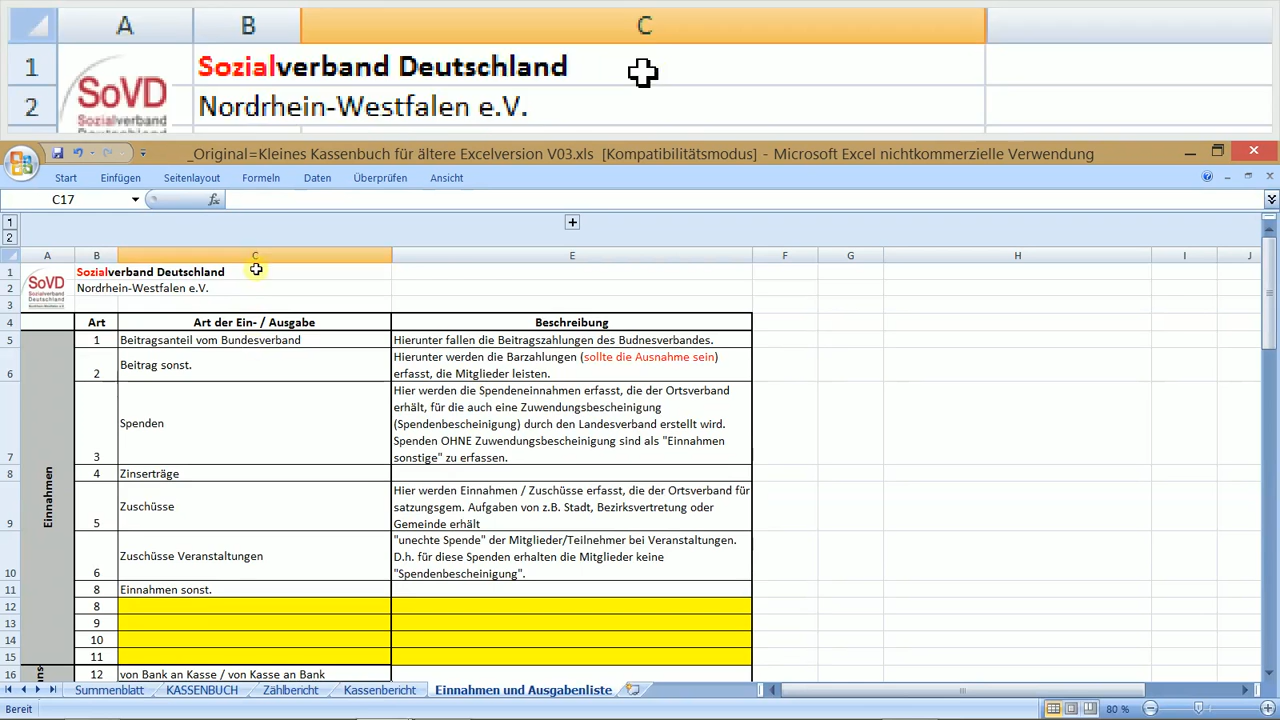 A B C
1 Sozialverband Deutschland
SoVD
2 Nordrhein-Westfalen e.V.
Sozialverband
Deutschland
_Original=Kleines Kassenbuch für ältere Excelversion V03.xls [Kompatibilitätsmodus] - Microsoft Excel nichtkommerzielle Verwendung
Start Einfügen Seitenlayout Formeln Daten Überprüfen Ansicht
C17 fx
1
2
A B C E F G H I J
1 Sozialverband Deutschland
SoVD
Sozialverband
Deutschland
2 Nordrhein-Westfalen e.V.
3
4 Art Art der Ein- / Ausgabe Beschreibung
Einnahmen
5 1 Beitragsanteil vom Bundesverband Hierunter fallen die Beitragszahlungen des Budnesverbandes.
6 2 Beitrag sonst. Hierunter werden die Barzahlungen (sollte die Ausnahme sein)
erfasst, die Mitglieder leisten.
7 3 Spenden Hier werden die Spendeneinnahmen erfasst, die der Ortsverband
erhält, für die auch eine Zuwendungsbescheinigung
(Spendenbescheinigung) durch den Landesverband erstellt wird.
Spenden OHNE Zuwendungsbescheinigung sind als "Einnahmen
sonstige" zu erfassen.
8 4 Zinserträge
9 5 Zuschüsse Hier werden Einnahmen / Zuschüsse erfasst, die der Ortsverband für
satzungsgem. Aufgaben von z.B. Stadt, Bezirksvertretung oder
Gemeinde erhält
10 6 Zuschüsse Veranstaltungen "unechte Spende" der Mitglieder/Teilnehmer bei Veranstaltungen.
D.h. für diese Spenden erhalten die Mitglieder keine
"Spendenbescheinigung".
11 8 Einnahmen sonst.
12 8
13 9
14 10
15 11
16 12 von Bank an Kasse / von Kasse an Bank
Summenblatt KASSENBUCH Zählbericht Kassenbericht Einnahmen und Ausgabenliste
Bereit 80 %